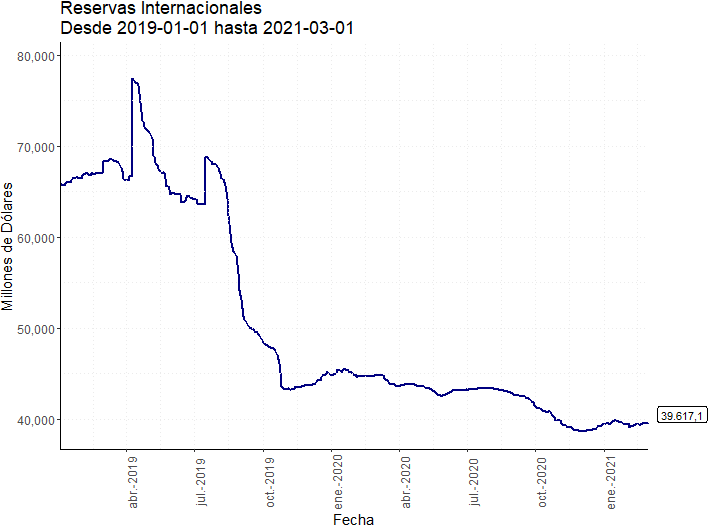 Reservas Internacionales
Desde 2019-01-01 hasta 2021-03-01
Millones de Dólares
80,000
70,000
60,000
50,000
40,000
39.617,1
abr.-2019
jul.-2019
oct.-2019
ene.-2020
abr.-2020
jul.-2020
oct.-2020
ene.-2021
Fecha